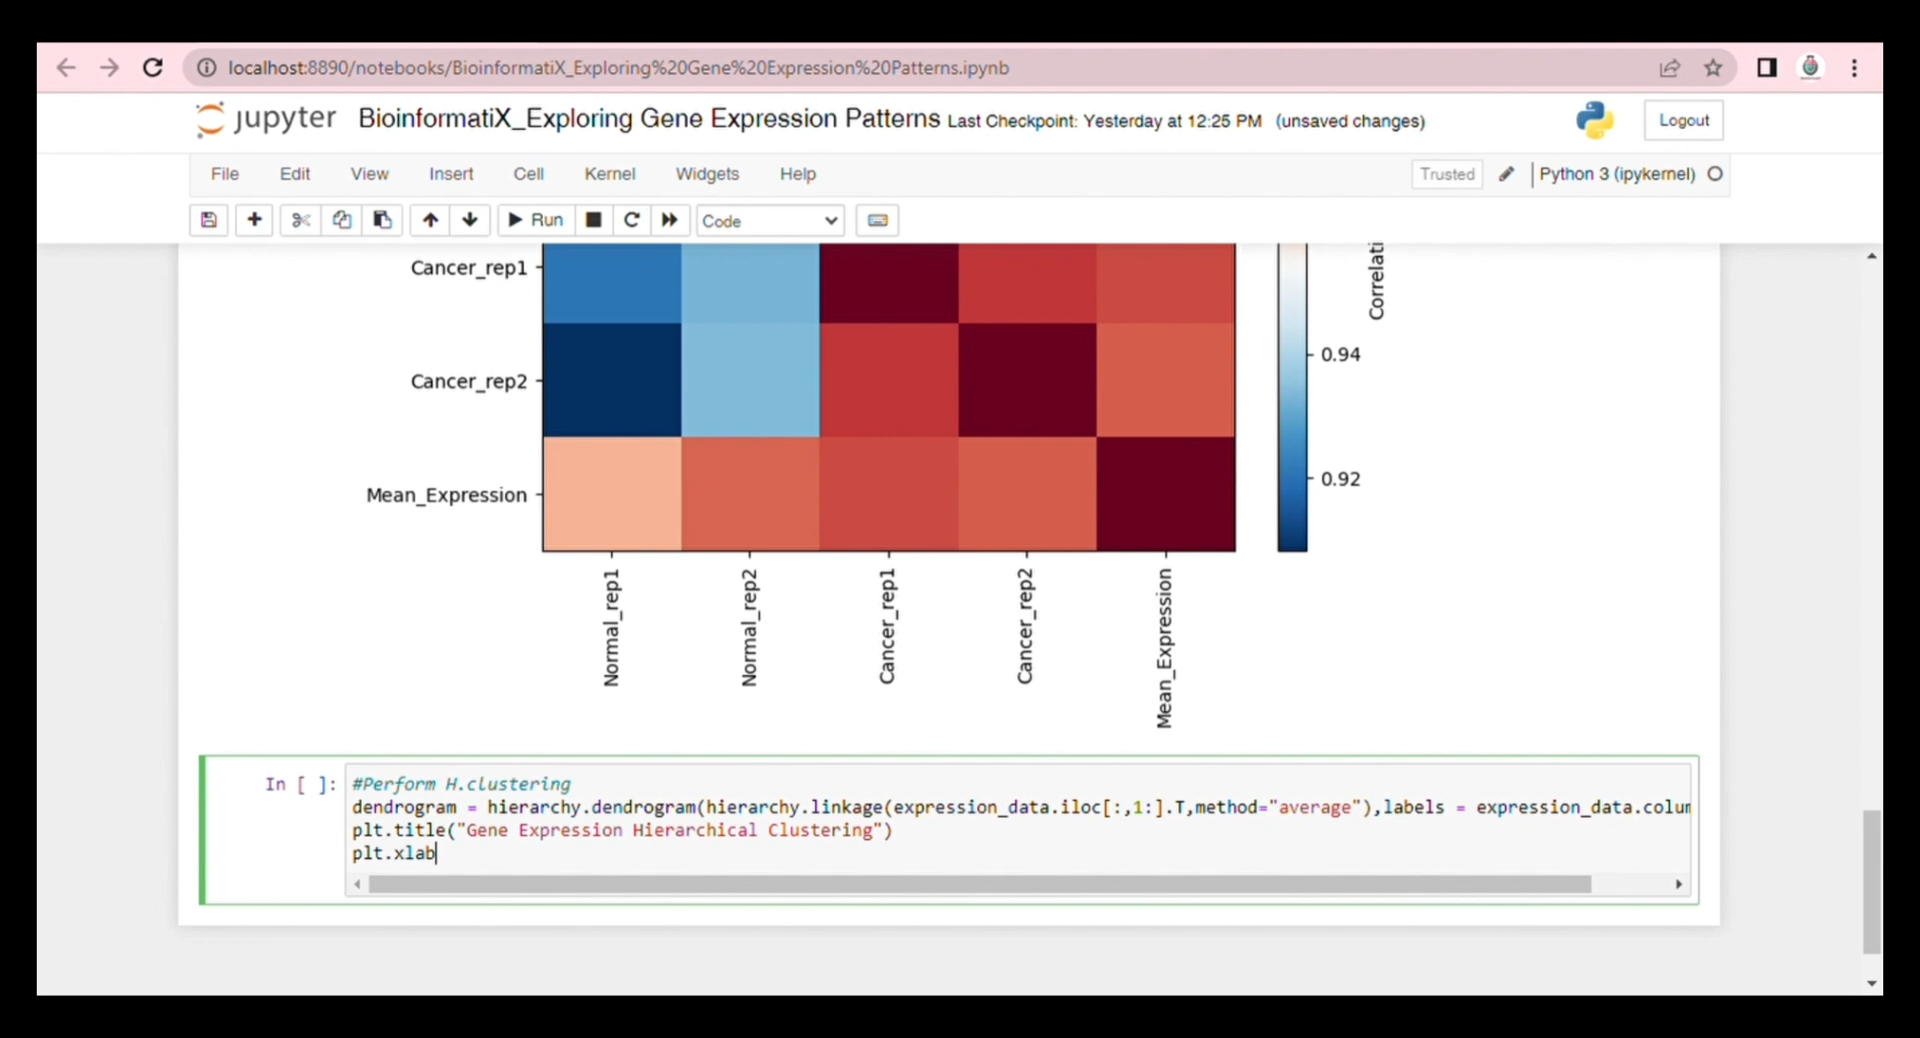 localhost:8890/notebooks/BioinformatiX_Exploring%20Gene%20Expression%20Patterns.ipynb
jupyter BioinformatiX_Exploring Gene Expression Patterns Last Checkpoint: Yesterday at 12:25 PM (unsaved changes) Logout
File Edit View Insert Cell Kernel Widgets Help Trusted Python 3 (ipykernel)
Run Code
Cancer_rep1
Cancer_rep2
Mean_Expression
Correlati
0.94
0.92
Normal_rep1
Normal_rep2
Cancer_rep1
Cancer_rep2
Mean_Expression
In [ ]: #Perform H.clustering
dendrogram = hierarchy.dendrogram(hierarchy.linkage(expression_data.iloc[:,1:].T,method="average"),labels = expression_data.colum
plt.title("Gene Expression Hierarchical Clustering")
plt.xlab